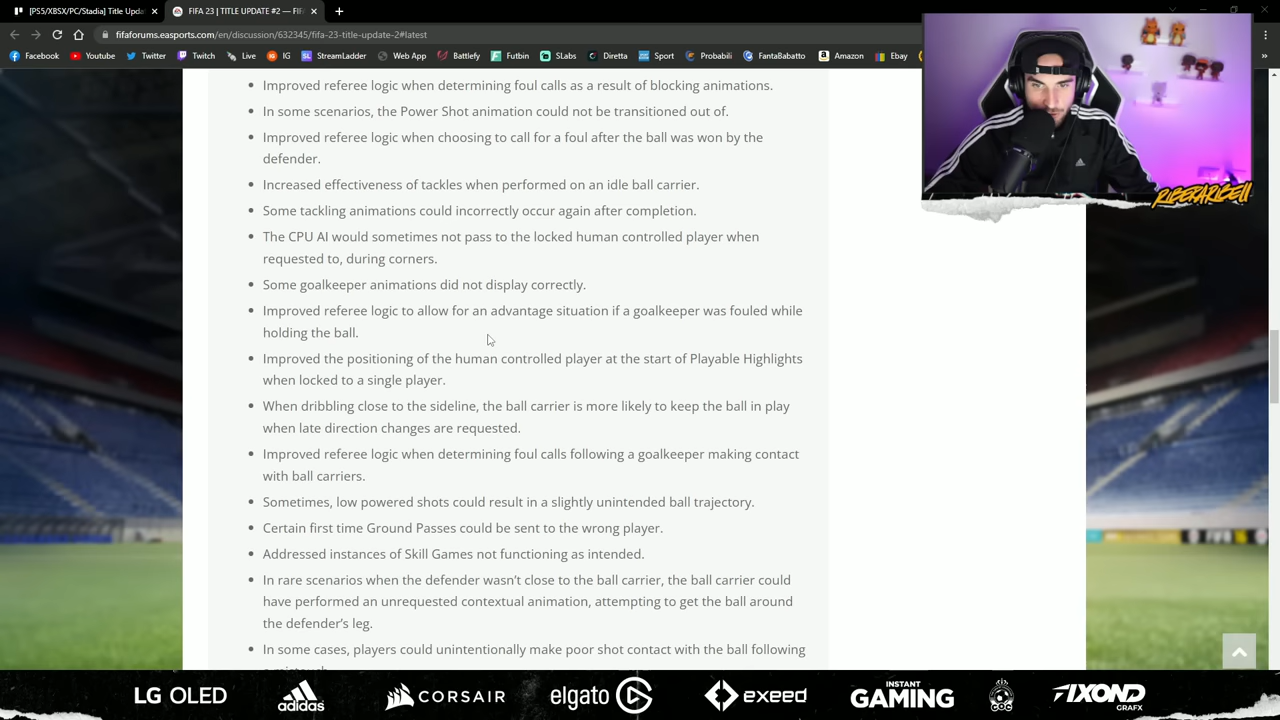 [PS5/XBSX/PC/Stadia] Title Upda
FIFA 23 | TITLE UPDATE #2 —
fifaforums.easports.com/en/discussion/632345/fifa-23-title-update-2#latest
Facebook
Youtube
Twitter
Twitch
Live
IG
StreamLadder
Web App
Battlefy
Futbin
SLabs
Diretta
Sport
Probabili
FantaBabatto
Amazon
Ebay
Improved referee logic when determining foul calls as a result of blocking animations.
In some scenarios, the Power Shot animation could not be transitioned out of.
Improved referee logic when choosing to call for a foul after the ball was won by the
defender.
Increased effectiveness of tackles when performed on an idle ball carrier.
Some tackling animations could incorrectly occur again after completion.
The CPU AI would sometimes not pass to the locked human controlled player when
requested to, during corners.
Some goalkeeper animations did not display correctly.
Improved referee logic to allow for an advantage situation if a goalkeeper was fouled while
holding the ball.
Improved the positioning of the human controlled player at the start of Playable Highlights
when locked to a single player.
When dribbling close to the sideline, the ball carrier is more likely to keep the ball in play
when late direction changes are requested.
Improved referee logic when determining foul calls following a goalkeeper making contact
with ball carriers.
Sometimes, low powered shots could result in a slightly unintended ball trajectory.
Certain first time Ground Passes could be sent to the wrong player.
Addressed instances of Skill Games not functioning as intended.
In rare scenarios when the defender wasn't close to the ball carrier, the ball carrier could
have performed an unrequested contextual animation, attempting to get the ball around
the defender's leg.
In some cases, players could unintentionally make poor shot contact with the ball following
RIBERARIBELL
LG OLED
adidas
CORSAIR
elgato
exeed
INSTANT
GAMING
FIXOND
GRAFX